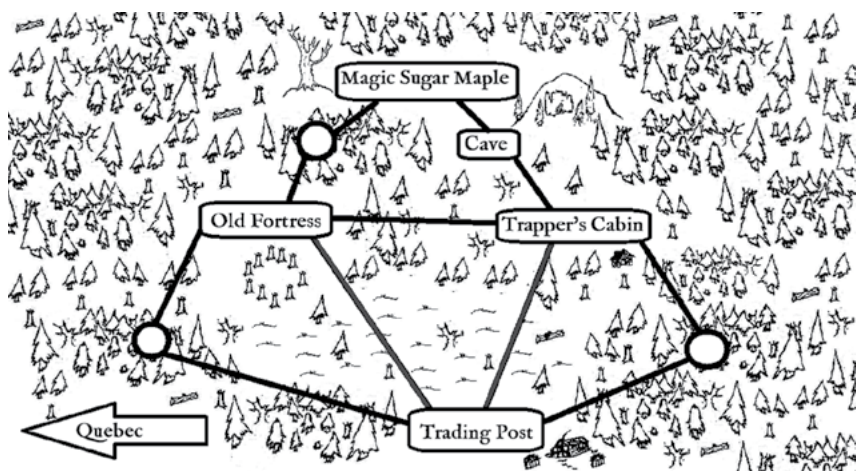 Magic Sugar Maple
Cave
Old Fortress
Trapper's Cabin
Trading Post
Quebec